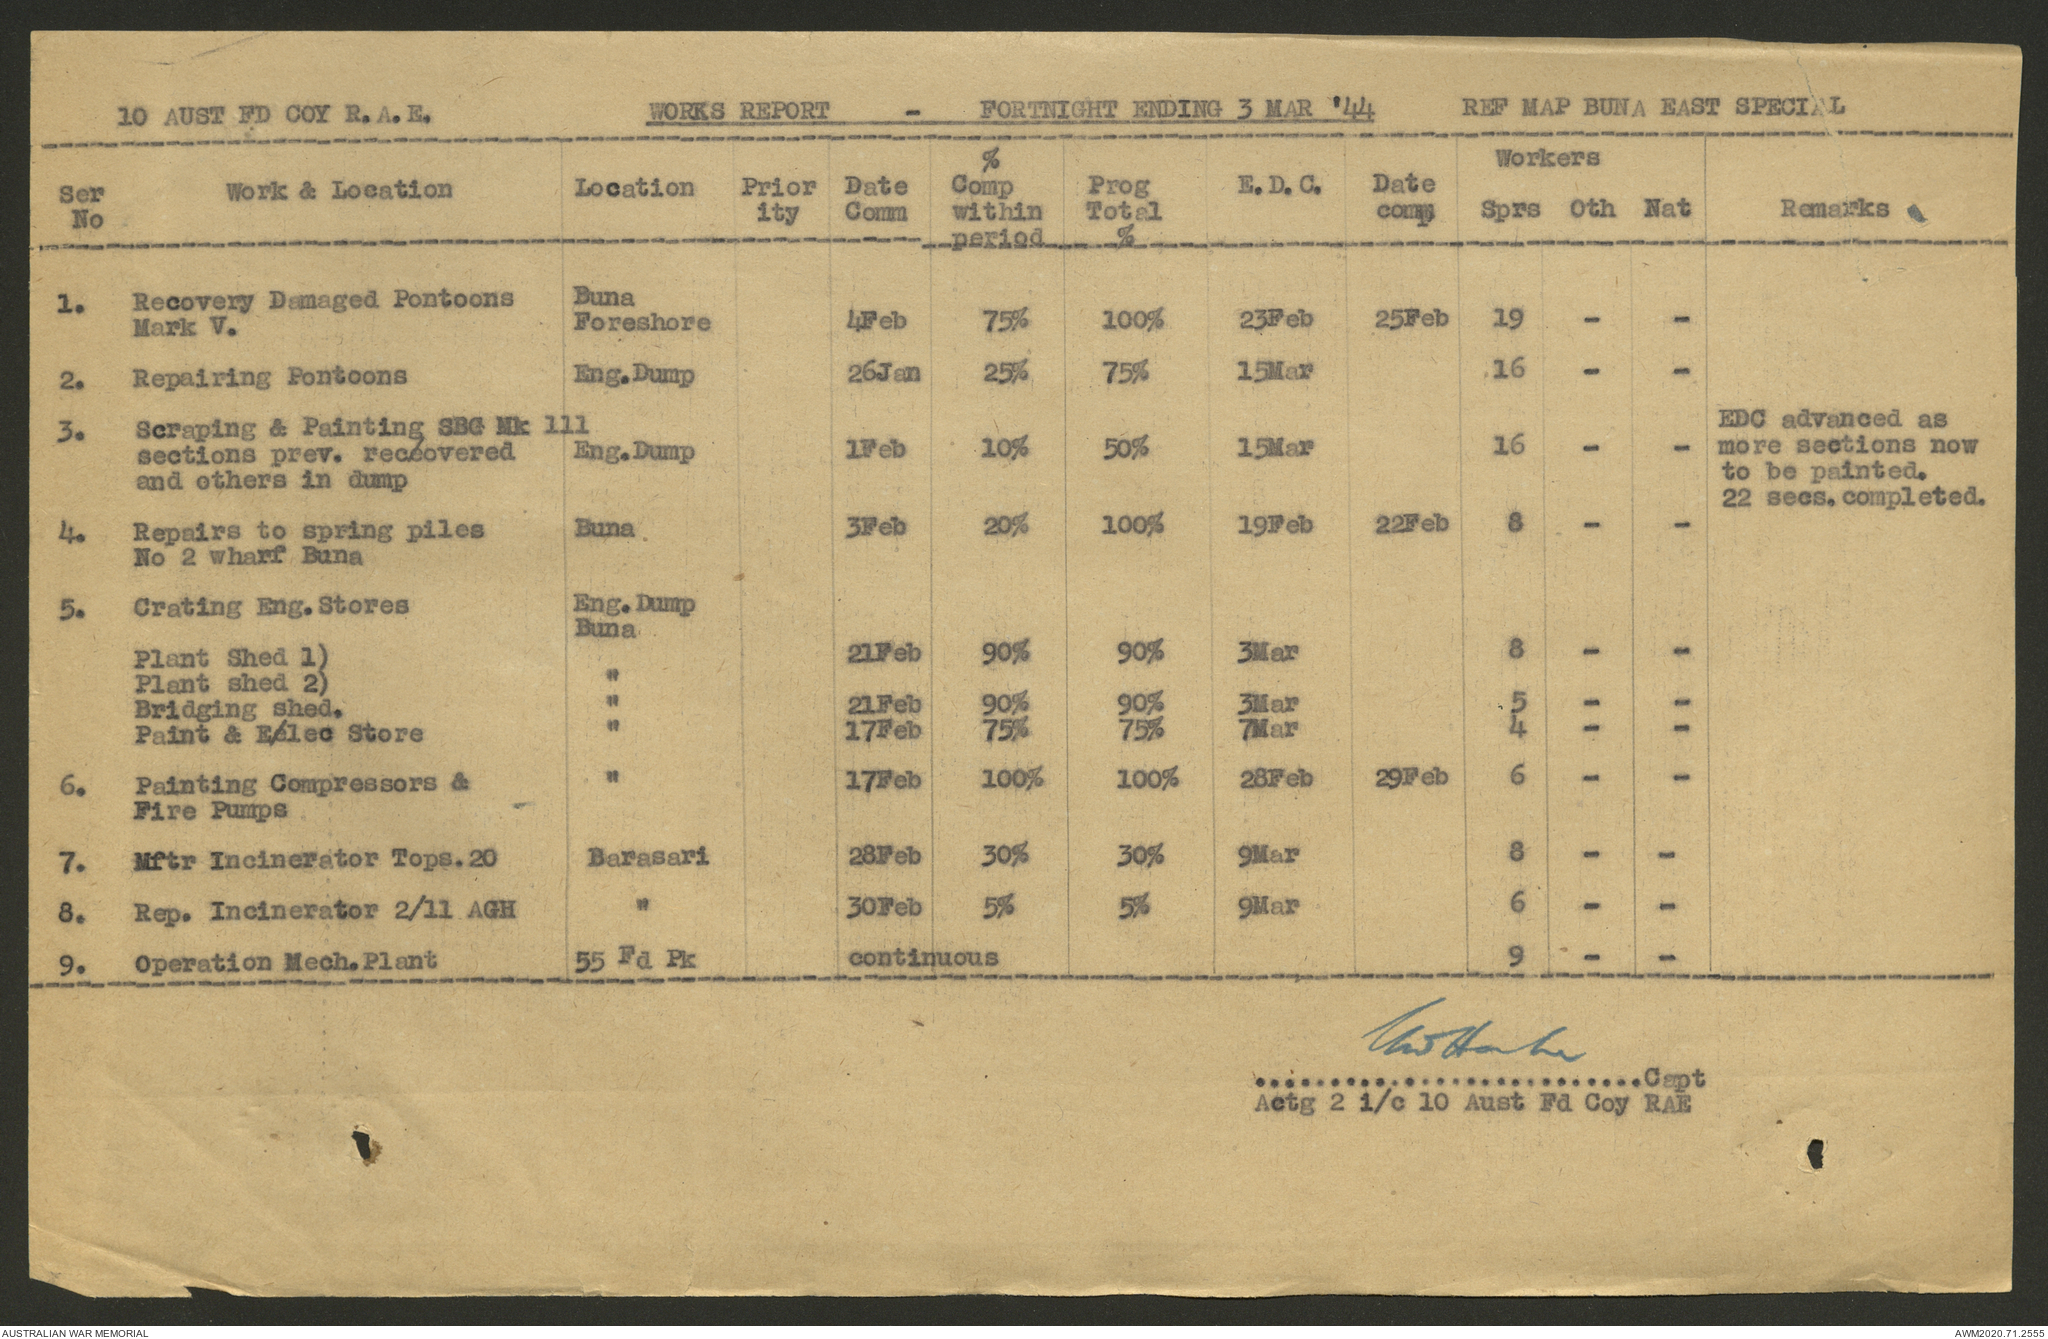 10 AUST FD COY R.A.E. WORKS REPORT - FORTNIGHT ENDING 3 MAR '44 REF MAP BUNA EAST SPECIAL
Ser No Work & Location Location Prior ity Date Comm % Comp within period Prog Total % E.D.C. Date comp Workers Sprs Oth Nat Remarks
1. Recovery Damaged Pontoons Buna
Mark V. Foreshore 4Feb 75% 100% 23Feb 25Feb 19 - -
2. Repairing Pontoons Eng.Dump 26Jan 25% 75% 15Mar 16 - -
3. Scraping & Painting SBG Mk 111 EDC advanced as
sections prev. receovered Eng.Dump 1Feb 10% 50% 15Mar 16 - - more sections now
and others in dump to be painted.
22 secs.completed.
4. Repairs to spring piles Buna 3Feb 20% 100% 19Feb 22Feb 8 - -
No 2 wharf Buna
5. Crating Eng.Stores Eng.Dump
Buna
Plant Shed 1) 21Feb 90% 90% 3Mar 8 - -
Plant shed 2) "
Bridging shed. " 21Feb 90% 90% 3Mar 5 - -
Paint & E/lec Store " 17Feb 75% 75% 7Mar 4 - -
6. Painting Compressors & " 17Feb 100% 100% 28Feb 29Feb 6 - -
Fire Pumps
7. Mftr Incinerator Tops.20 Barasari 28Feb 30% 30% 9Mar 8 - -
8. Rep. Incinerator 2/11 AGH " 30Feb 5% 5% 9Mar 6 - -
9. Operation Mech.Plant 55 Fd Pk continuous 9 - -
..........................Capt
Actg 2 i/c 10 Aust Fd Coy RAE
AUSTRALIAN WAR MEMORIAL AWM2020.71.2555